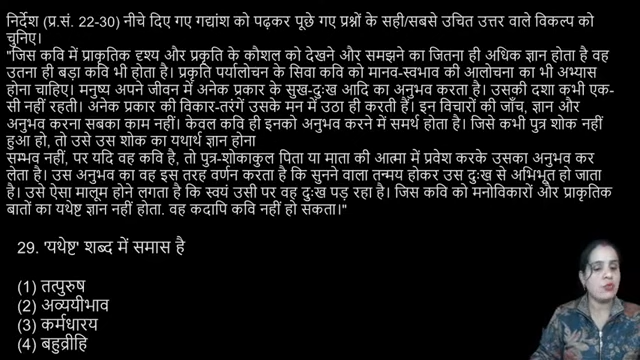 निर्देश (प्र.सं. 22-30) नीचे दिए गए गद्यांश को पढ़कर पूछे गए प्रश्नों के सही/सबसे उचित उत्तर वाले विकल्प को
चुनिए।
"जिस कवि में प्राकृतिक दृश्य और प्रकृति के कौशल को देखने और समझने का जितना ही अधिक ज्ञान होता है वह
उतना ही बड़ा कवि भी होता है। प्रकृति पर्यालोचन के सिवा कवि को मानव-स्वभाव की आलोचना का भी अभ्यास
होना चाहिए। मनुष्य अपने जीवन में अनेक प्रकार के सुख-दुःख आदि का अनुभव करता है। उसकी दशा कभी एक-
सी नहीं रहती। अनेक प्रकार की विकार-तरंगें उसके मन में उठा ही करती हैं। इन विचारों की जाँच, ज्ञान और
अनुभव करना सबका काम नहीं। केवल कवि ही इनको अनुभव करने में समर्थ होता है। जिसे कभी पुत्र शोक नहीं
हुआ हो, तो उसे उस शोक का यथार्थ ज्ञान होना
सम्भव नहीं, पर यदि वह कवि है, तो पुत्र-शोकाकुल पिता या माता की आत्मा में प्रवेश करके उसका अनुभव कर
लेता है। उस अनुभव का वह इस तरह वर्णन करता है कि सुनने वाला तन्मय होकर उस दुःख से अभिभूत हो जाता
है। उसे ऐसा मालूम होने लगता है कि स्वयं उसी पर वह दुःख पड़ रहा है। जिस कवि को मनोविकारों और प्राकृतिक
बातों का यथेष्ट ज्ञान नहीं होता. वह कदापि कवि नहीं हो सकता।"
29. 'यथेष्ट' शब्द में समास है
(1) तत्पुरुष
(2) अव्ययीभाव
(3) कर्मधारय
(4) बहुव्रीहि